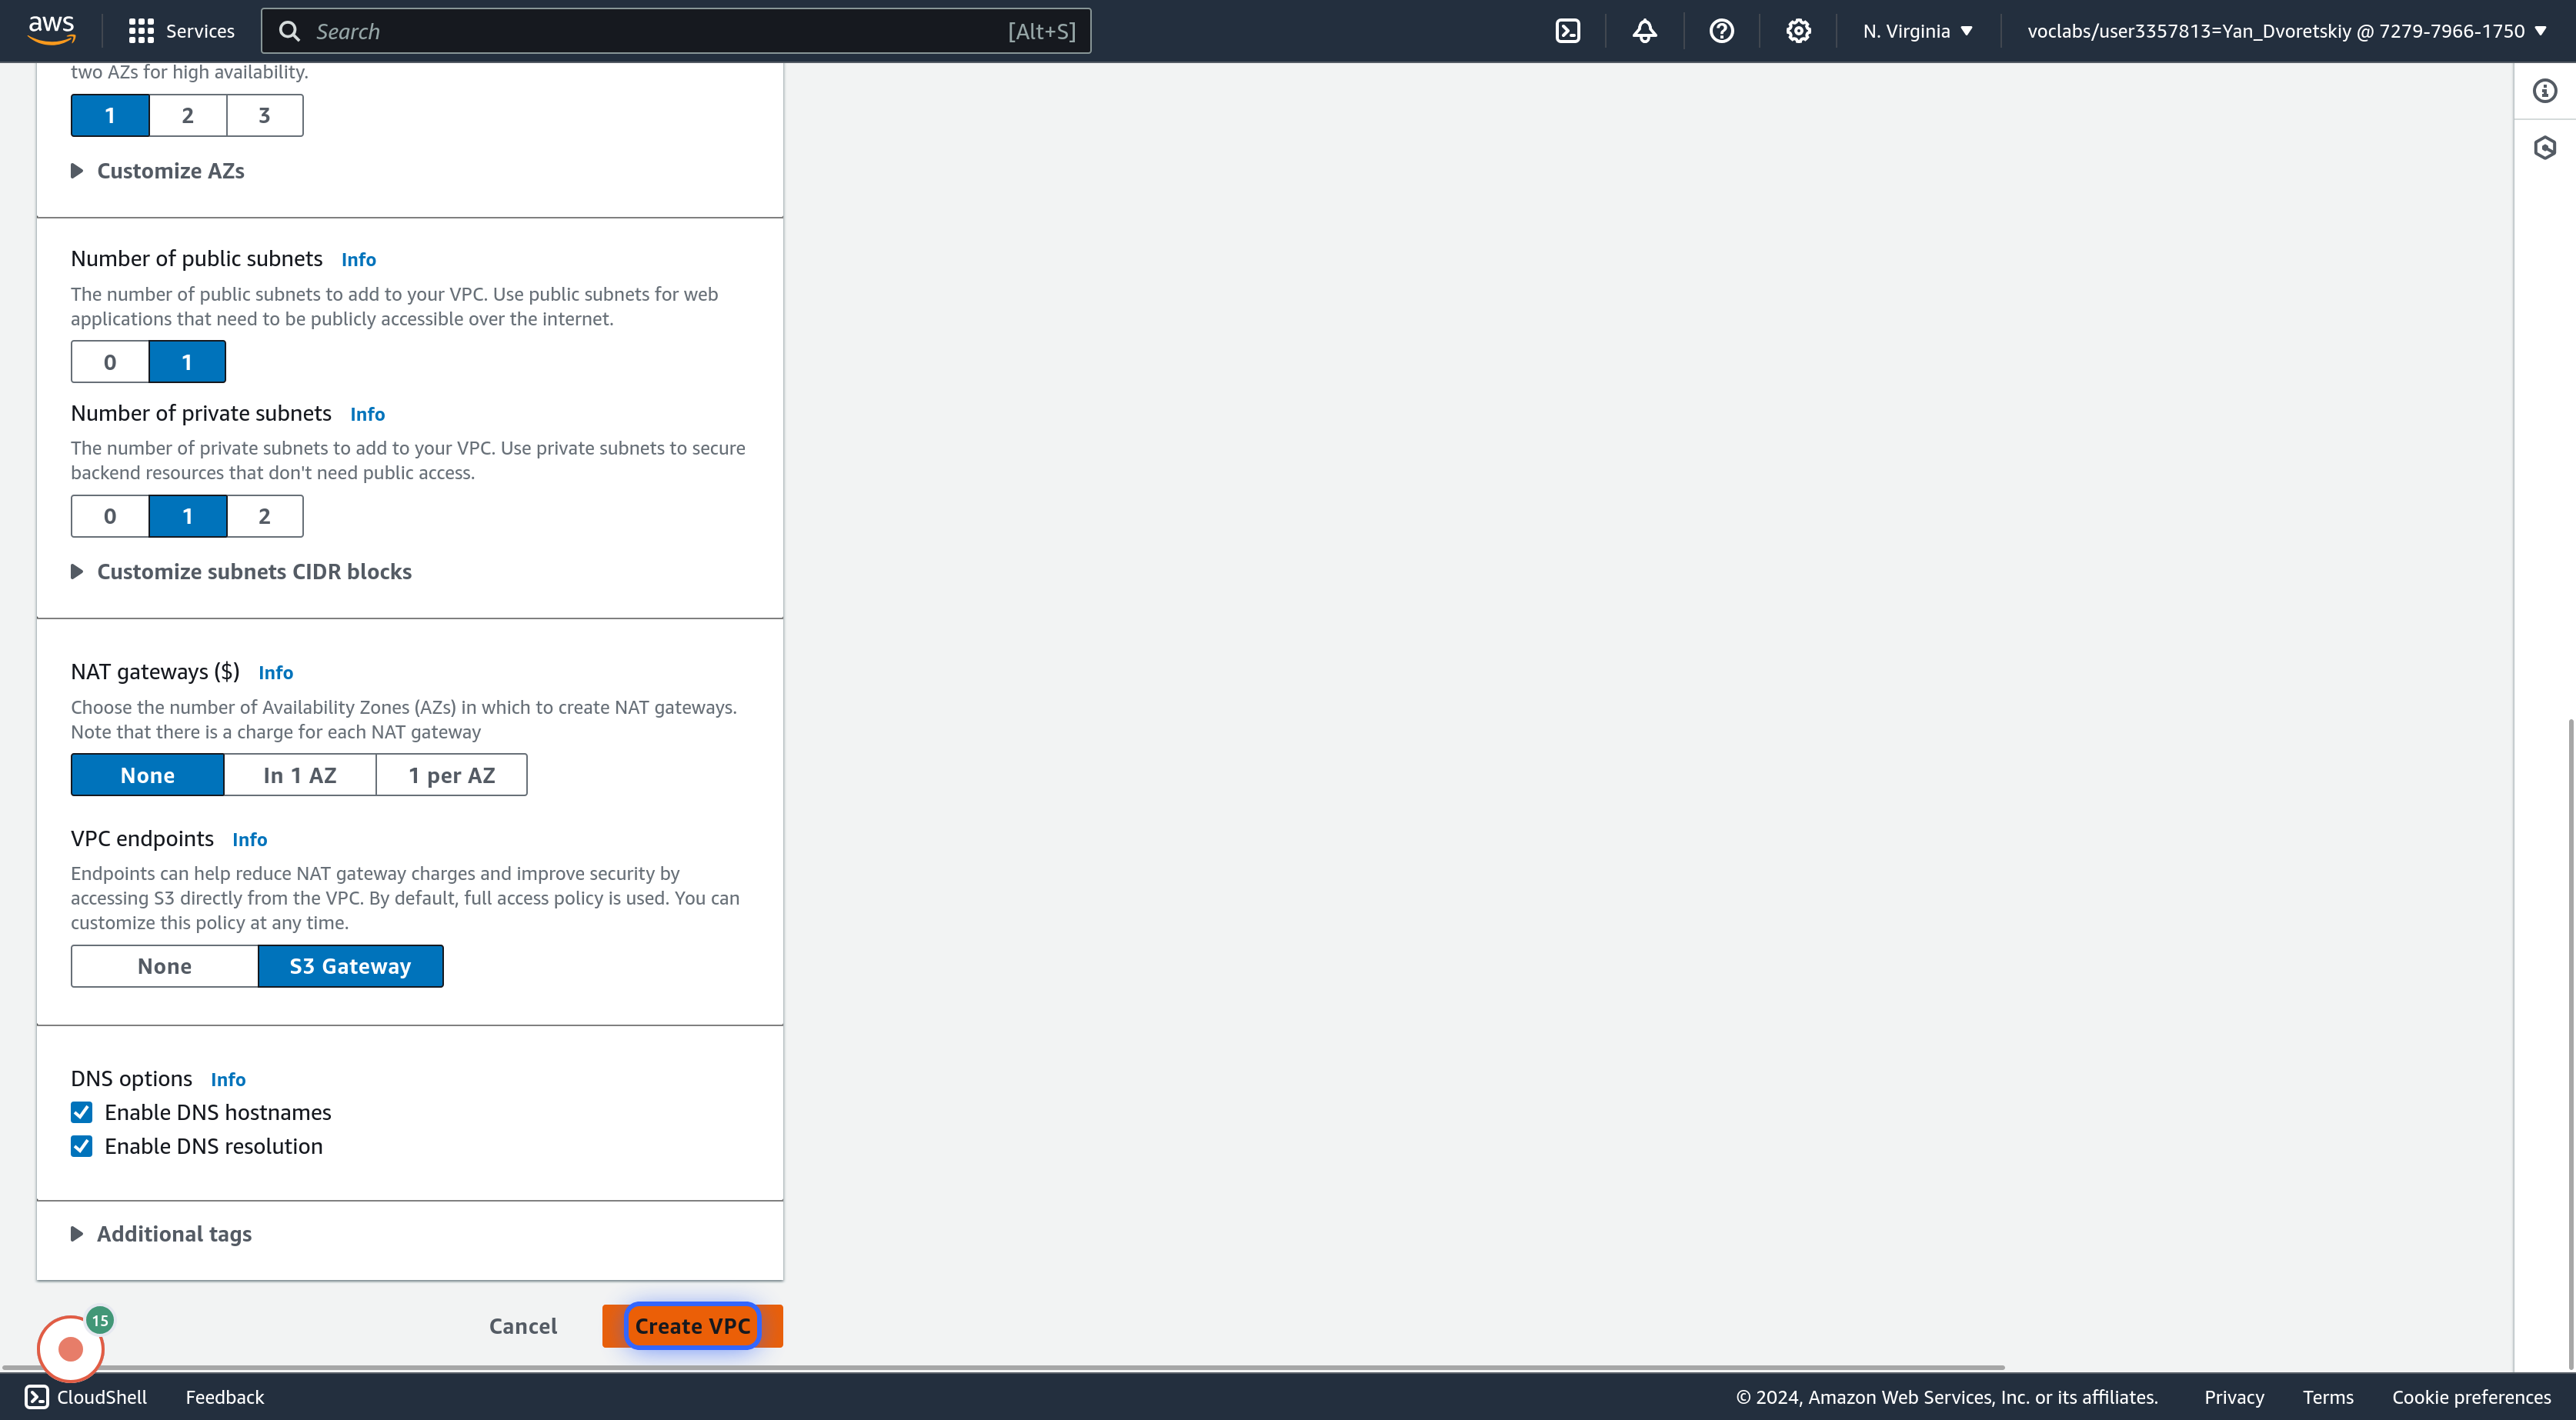 aws
Services
Search
[Alt+S]
N. Virginia
voclabs/user3357813=Yan_Dvoretskiy @ 7279-7966-1750
two AZs for high availability.
1 2 3
Customize AZs
Number of public subnets Info
The number of public subnets to add to your VPC. Use public subnets for web
applications that need to be publicly accessible over the internet.
0 1
Number of private subnets Info
The number of private subnets to add to your VPC. Use private subnets to secure
backend resources that don't need public access.
0 1 2
Customize subnets CIDR blocks
NAT gateways ($) Info
Choose the number of Availability Zones (AZs) in which to create NAT gateways.
Note that there is a charge for each NAT gateway
None In 1 AZ 1 per AZ
VPC endpoints Info
Endpoints can help reduce NAT gateway charges and improve security by
accessing S3 directly from the VPC. By default, full access policy is used. You can
customize this policy at any time.
None S3 Gateway
DNS options Info
Enable DNS hostnames
Enable DNS resolution
Additional tags
15
Cancel Create VPC
CloudShell Feedback © 2024, Amazon Web Services, Inc. or its affiliates. Privacy Terms Cookie preferences